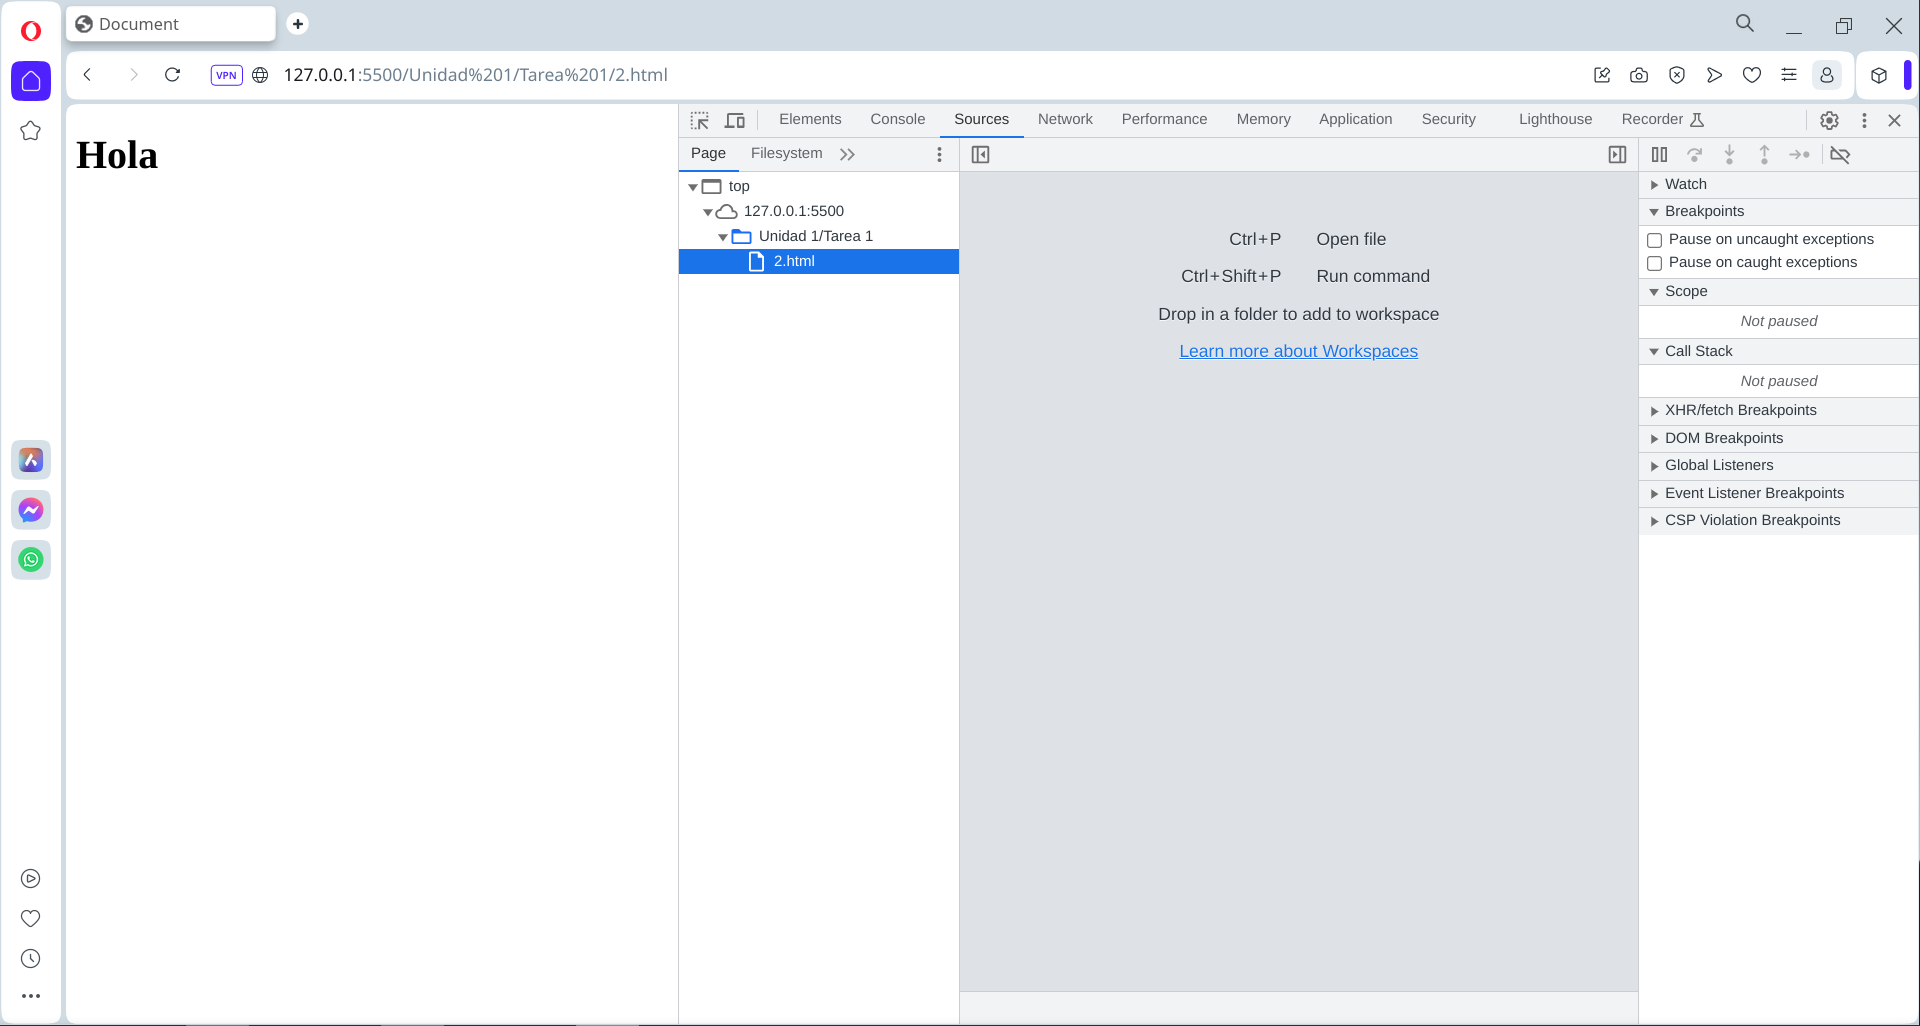 Document
VPN
127.0.0.1:5500/Unidad%201/Tarea%201/2.html
Hola
Elements Console Sources Network Performance Memory Application Security Lighthouse Recorder
Page Filesystem
top
127.0.0.1:5500
Unidad 1/Tarea 1
2.html
Ctrl+P Open file
Ctrl+Shift+P Run command
Drop in a folder to add to workspace
Learn more about Workspaces
Watch
Breakpoints
Pause on uncaught exceptions
Pause on caught exceptions
Scope
Not paused
Call Stack
Not paused
XHR/fetch Breakpoints
DOM Breakpoints
Global Listeners
Event Listener Breakpoints
CSP Violation Breakpoints